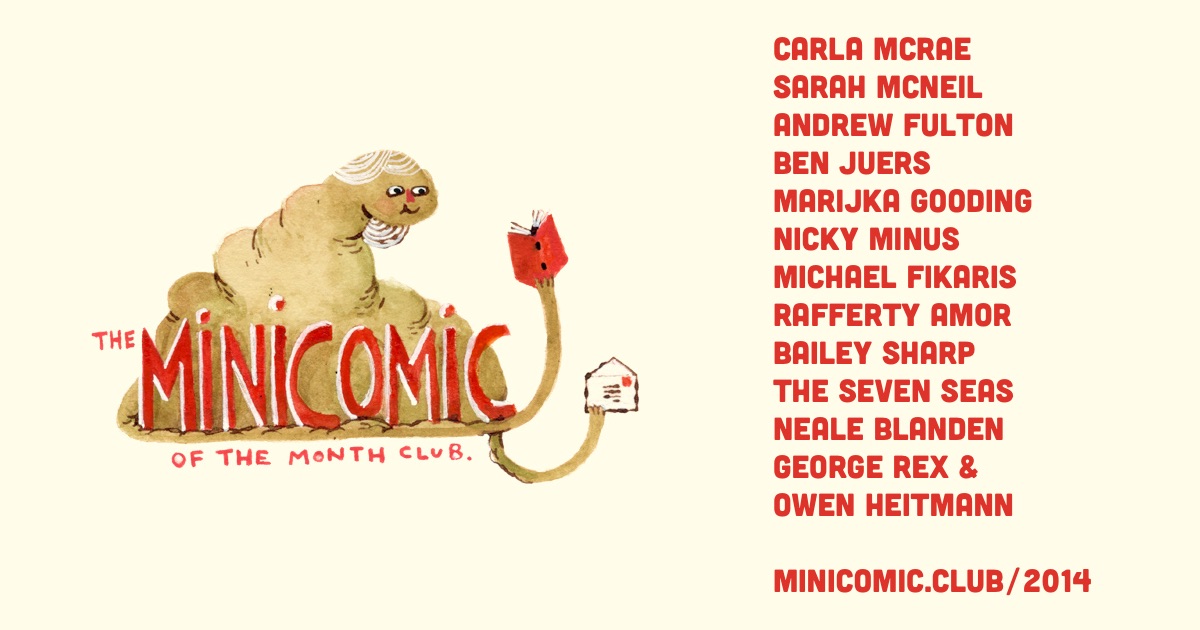 THE
MiNiCOMiC
OF THE MONTH CLUB.
CARLA MCRAE
SARAH MCNEIL
ANDREW FULTON
BEN JUERS
MARIJKA GOODING
NICKY MINUS
MICHAEL FIKARIS
RAFFERTY AMOR
BAILEY SHARP
THE SEVEN SEAS
NEALE BLANDEN
GEORGE REX &
OWEN HEITMANN
MINICOMIC.CLUB/2014